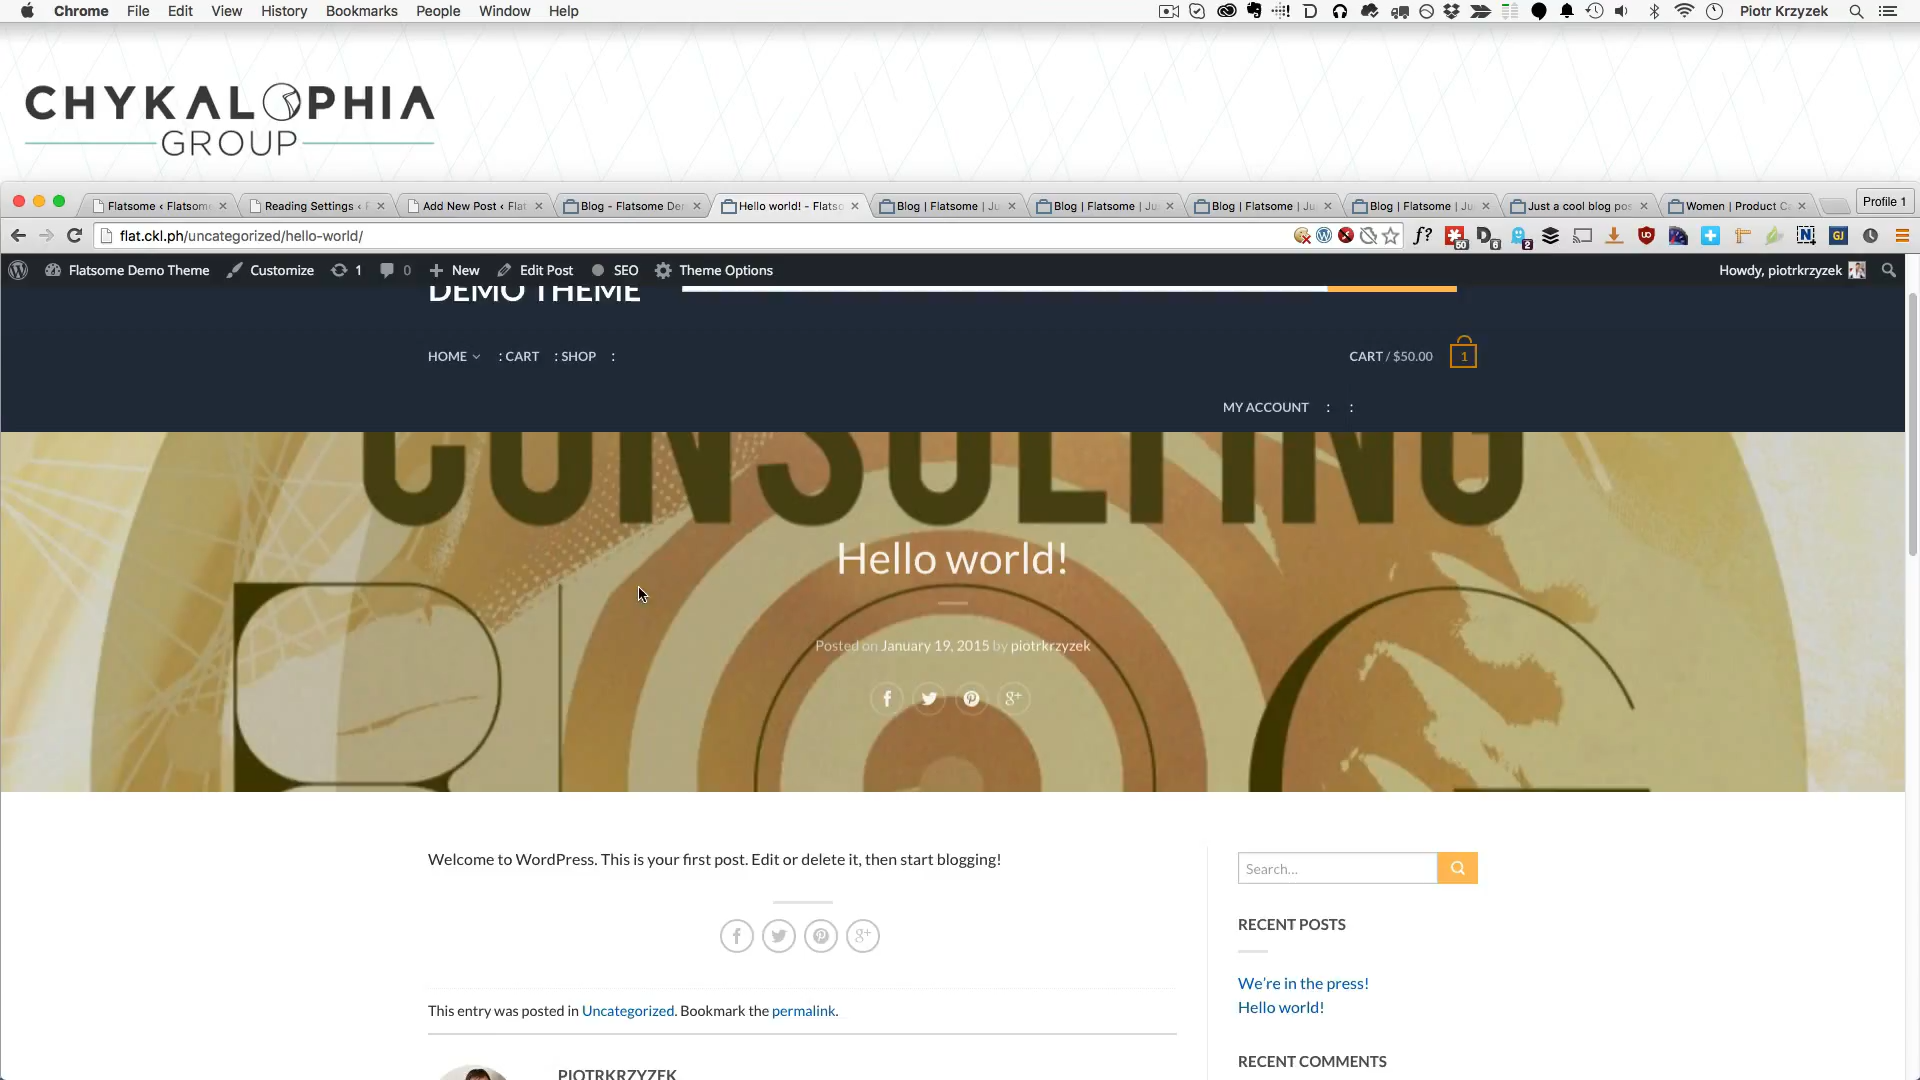 Chrome File Edit View History Bookmarks People Window Help Piotr Krzyzek
CHYKALOPHIA
GROUP
Flatsome ‹ Flatsome Reading Settings ‹ Add New Post ‹ Flat Blog - Flatsome De Hello world! - Flatso Blog | Flatsome | Ju Blog | Flatsome | Ju Blog | Flatsome | Ju Blog | Flatsome | Ju Just a cool blog pos Women | Product C Profile 1
flat.ckl.ph/uncategorized/hello-world/ f? 50 6 2
Flatsome Demo Theme Customize 1 0 New Edit Post SEO Theme Options Howdy, piotrkrzyzek
DEMO THEME
HOME : CART : SHOP : CART / $50.00 1
MY ACCOUNT : :
CONSULTING
Hello world!
Posted on January 19, 2015 by piotrkrzyzek
Welcome to WordPress. This is your first post. Edit or delete it, then start blogging!
Search...
RECENT POSTS
We're in the press!
Hello world!
This entry was posted in Uncategorized. Bookmark the permalink.
RECENT COMMENTS
PIOTRKRZYZEK